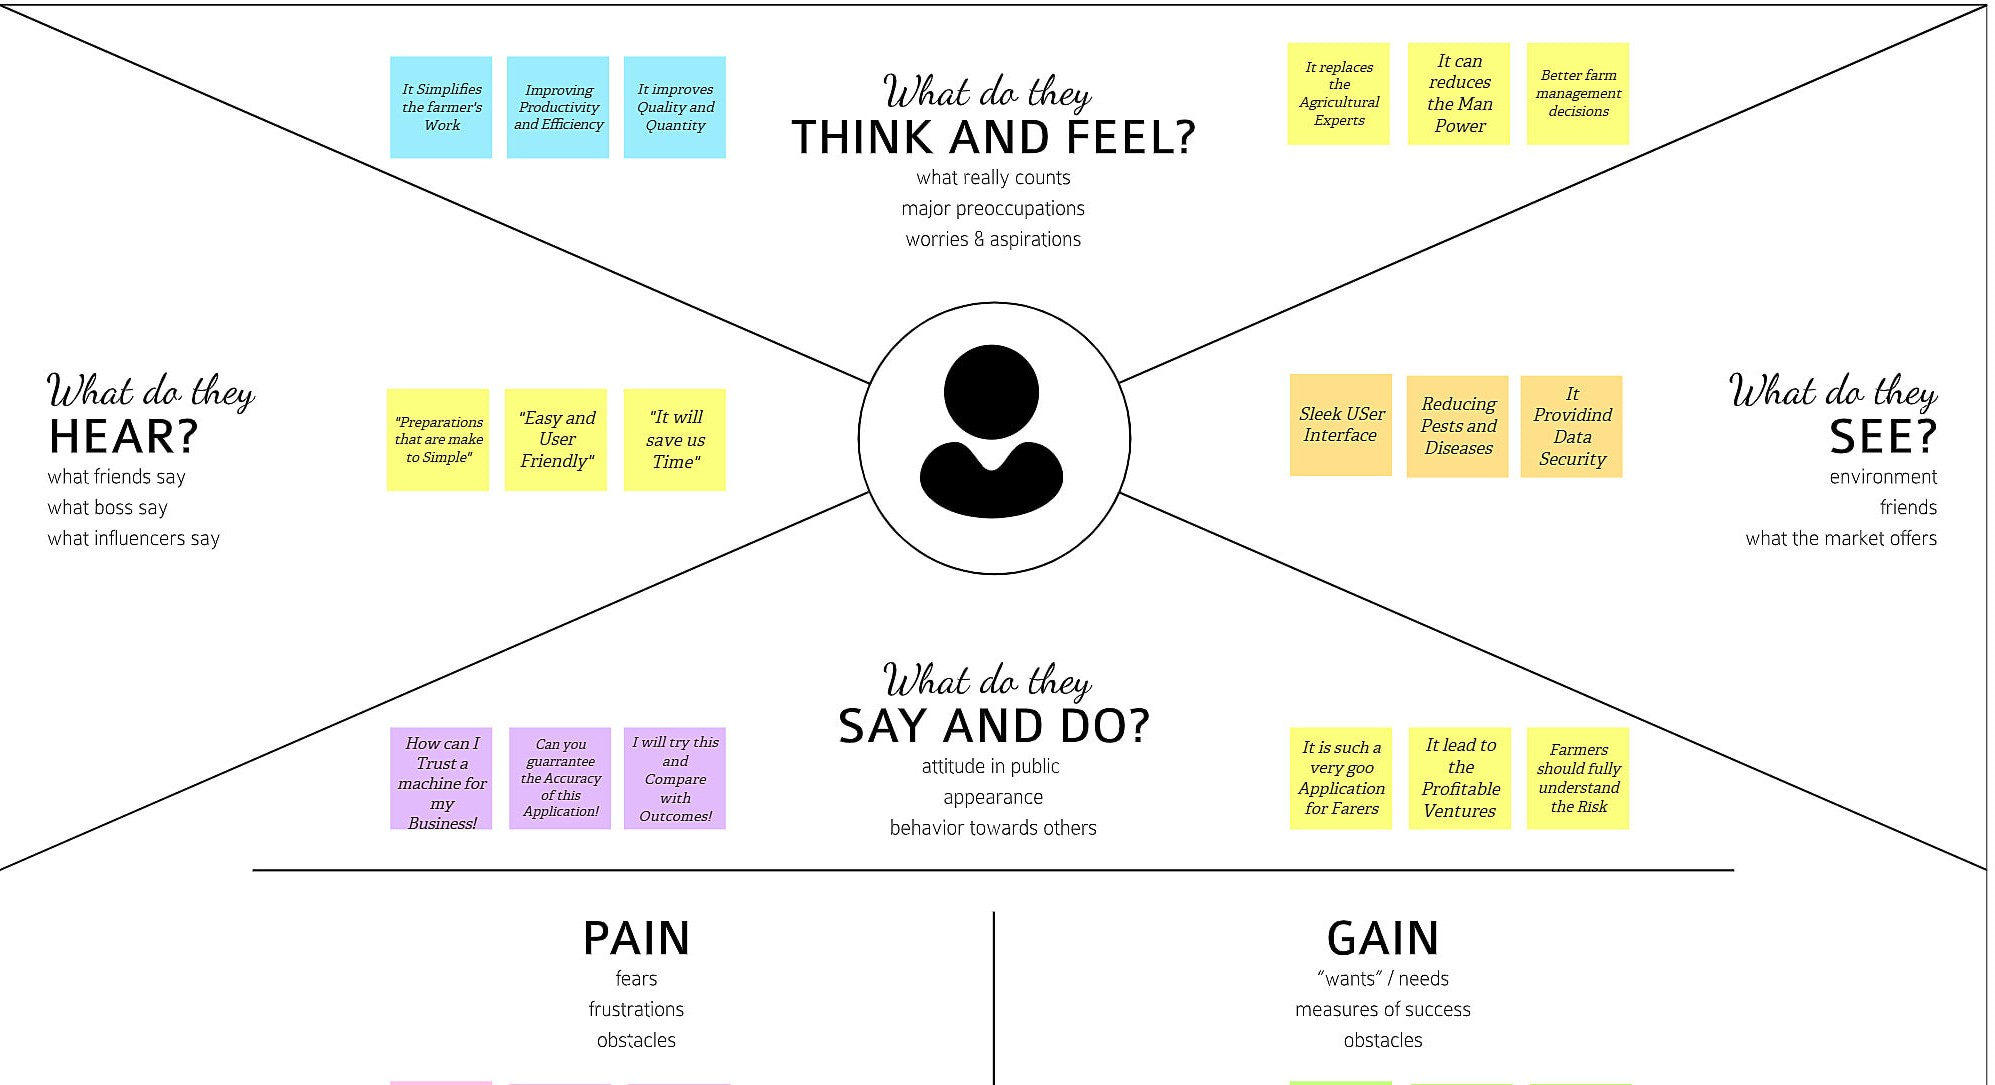 It Simplifies
the farmer's
Work
Improving
Productivity
and Efficiency
It improves
Quality and
Quantity
What do they
THINK AND FEEL?
what really counts
major preoccupations
worries & aspirations
It replaces
the
Agricultural
Experts
It can
reduces
the Man
Power
Better farm
management
decisions
What do they
HEAR?
what friends say
what boss say
what influencers say
"Preparations
that are make
to Simple"
"Easy and
User
Friendly"
"It will
save us
Time"
Sleek USer
Interface
Reducing
Pests and
Diseases
It
Providind
Data
Security
What do they
SEE?
environment
friends
what the market offers
What do they
SAY AND DO?
attitude in public
appearance
behavior towards others
How can I
Trust a
machine for
my
Business!
Can you
guarrantee
the Accuracy
of this
Application!
I will try this
and
Compare
with
Outcomes!
It is such a
very goo
Application
for Farers
It lead to
the
Profitable
Ventures
Farmers
should fully
understand
the Risk
PAIN
fears
frustrations
obstacles
GAIN
"wants" / needs
measures of success
obstacles